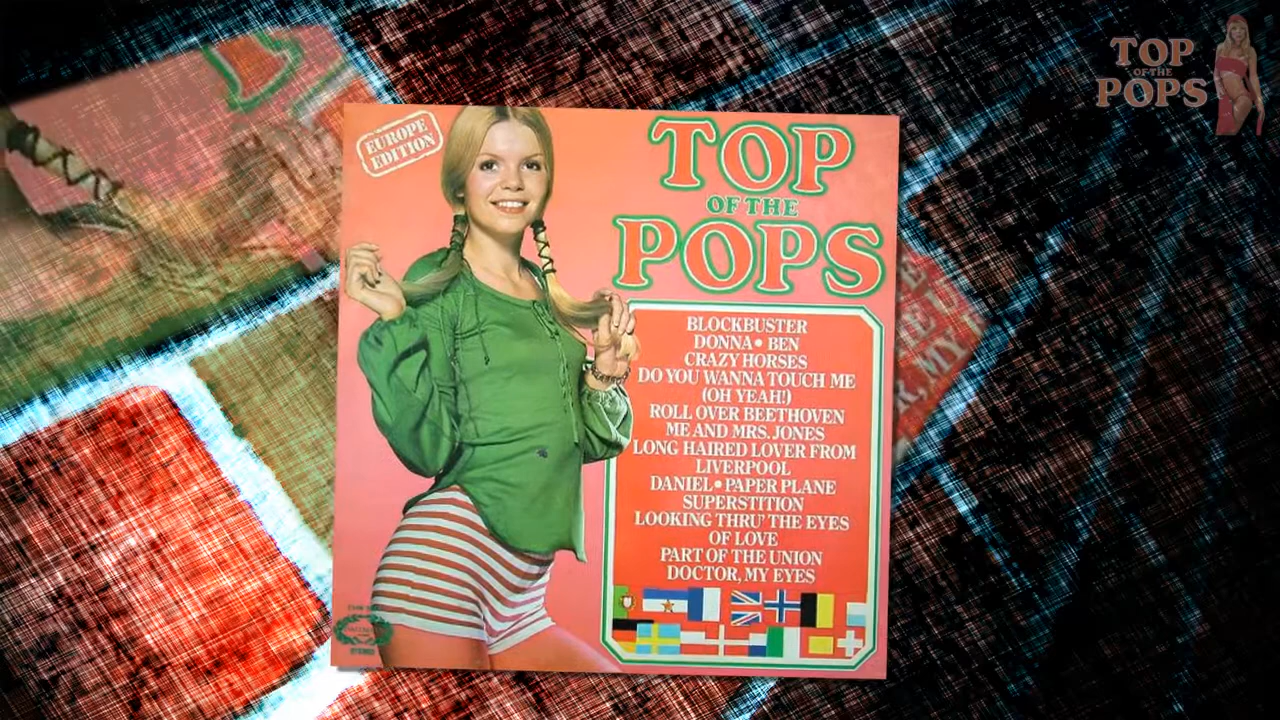 TOP
OF THE
POPS
EUROPE
EDITION
TOP
OF THE
POPS
BLOCKBUSTER
DONNA • BEN
CRAZY HORSES
DO YOU WANNA TOUCH ME
(OH YEAH!)
ROLL OVER BEETHOVEN
ME AND MRS. JONES
LONG HAIRED LOVER FROM
LIVERPOOL
DANIEL • PAPER PLANE
SUPERSTITION
LOOKING THRU' THE EYES
OF LOVE
PART OF THE UNION
DOCTOR, MY EYES
STEREO